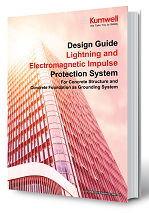 Kumwell
Design Guide
Lightning and
Electromagnetic Impulse
Protection System
For Concrete Structure and
Concrete Foundation as Grounding System